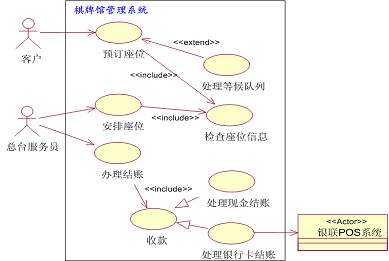 棋牌馆管理系统
客户
预订座位
<<extend>>
处理等候队列
<<include>>
总台服务员
安排座位
<<include>>
检查座位信息
办理结账
<<include>>
处理现金结账
收款
处理银行卡结账
<<Actor>>
银联POS系统